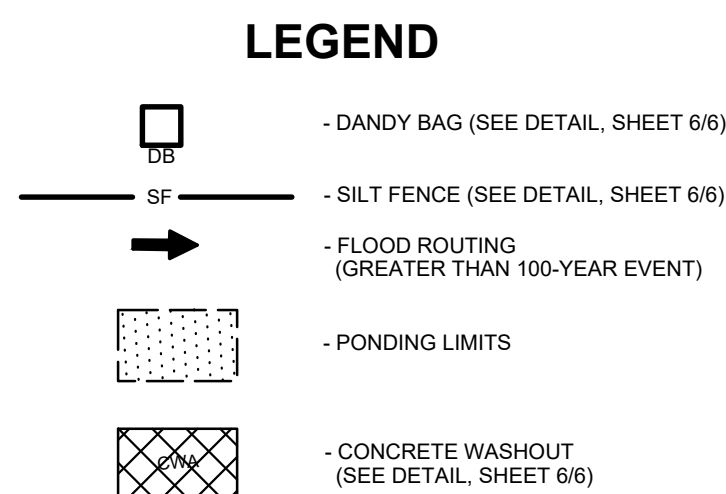 LEGEND
- DANDY BAG (SEE DETAIL, SHEET 6/6)
DB
SF
- SILT FENCE (SEE DETAIL, SHEET 6/6)
- FLOOD ROUTING
(GREATER THAN 100-YEAR EVENT)
- PONDING LIMITS
CWA
- CONCRETE WASHOUT
(SEE DETAIL, SHEET 6/6)